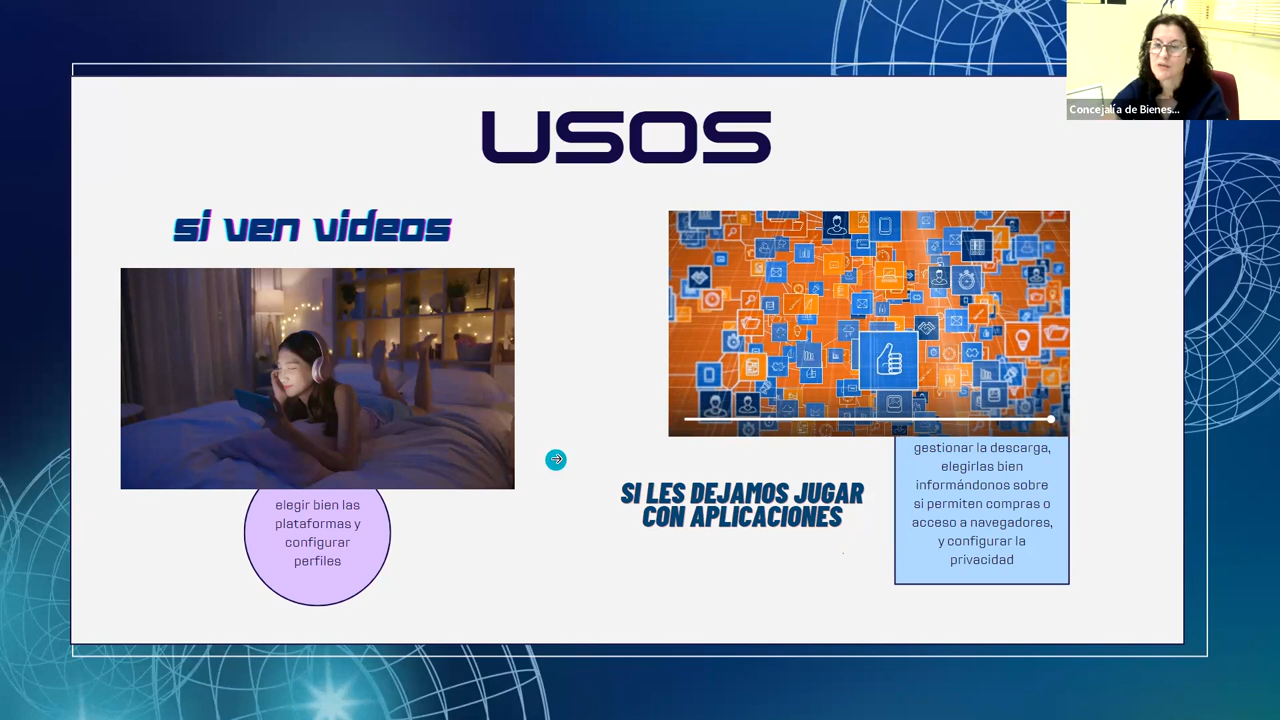 USOS
Concejalía de Bienes...
si ven videos
elegir bien las
plataformas y
configurar
perfiles
SI LES DEJAMOS JUGAR
CON APLICACIONES
gestionar la descarga,
elegirlas bien
informándonos sobre
si permiten compras o
acceso a navegadores,
y configurar la
privacidad